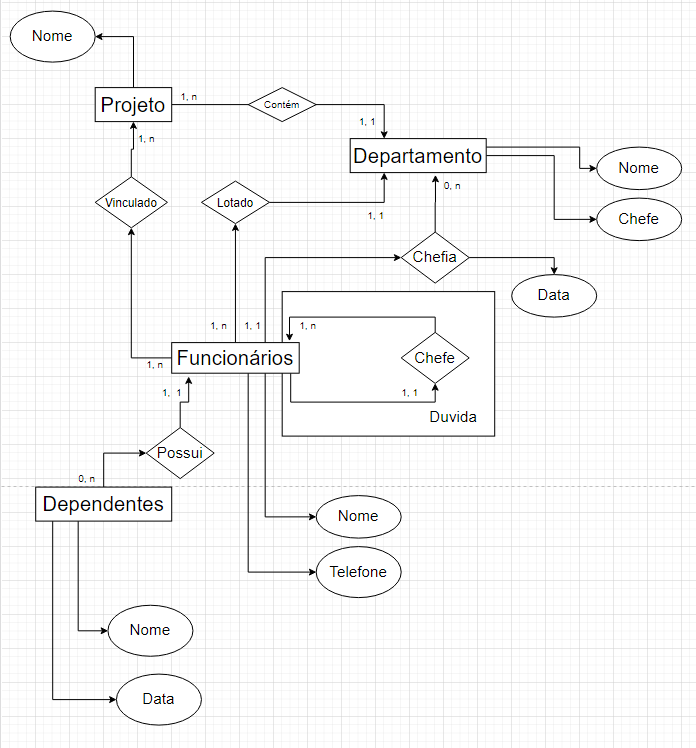 Nome
Projeto
1, n
Contém
1, 1
Departamento
1, n
Nome
Chefe
0, n
Vinculado
Lotado
1, 1
Chefia
Data
1, n
1, 1
1, n
Funcionários
Chefe
1, n
1, 1
1, 1
Duvida
Possui
0, n
Dependentes
Nome
Telefone
Nome
Data